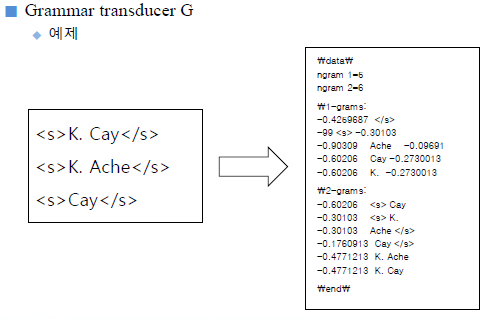 Grammar transducer G
예제
<s>K. Cay</s>
<s>K. Ache</s>
<s>Cay</s>
₩data₩
ngram 1=5
ngram 2=6
₩1-grams:
-0.4259687 </s>
-99 <s> -0.30103
-0.90309 Ache -0.09691
-0.60206 Cay -0.2730013
-0.60206 K. -0.2730013
₩2-grams:
-0.60206 <s> Cay
-0.30103 <s> K.
-0.30103 Ache </s>
-0.1760913 Cay </s>
-0.4771213 K. Ache
-0.4771213 K. Cay
₩end₩